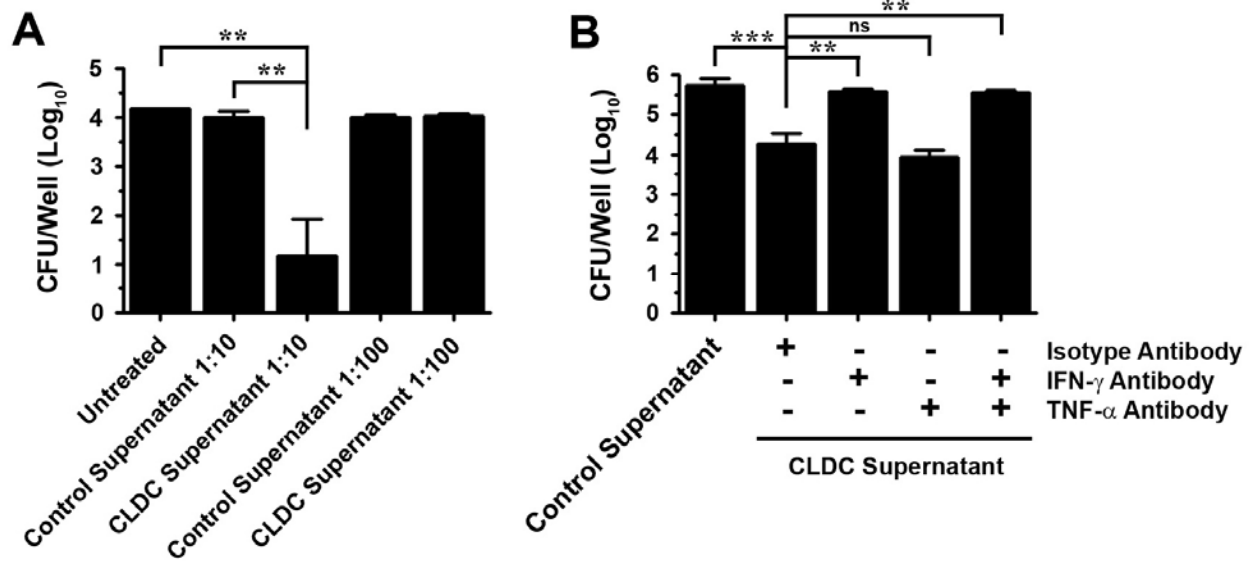 A
** 
**
CFU/Well (Log10)
5
4
3
2
1
0
Untreated
Control Supernatant 1:10
CLDC Supernatant 1:10
Control Supernatant 1:100
CLDC Supernatant 1:100
B
**
ns
*** **
CFU/Well (Log10)
6
5
4
3
2
1
0
Control Supernatant
+ - - - Isotype Antibody
- + - + IFN-γ Antibody
- - + + TNF-α Antibody
CLDC Supernatant